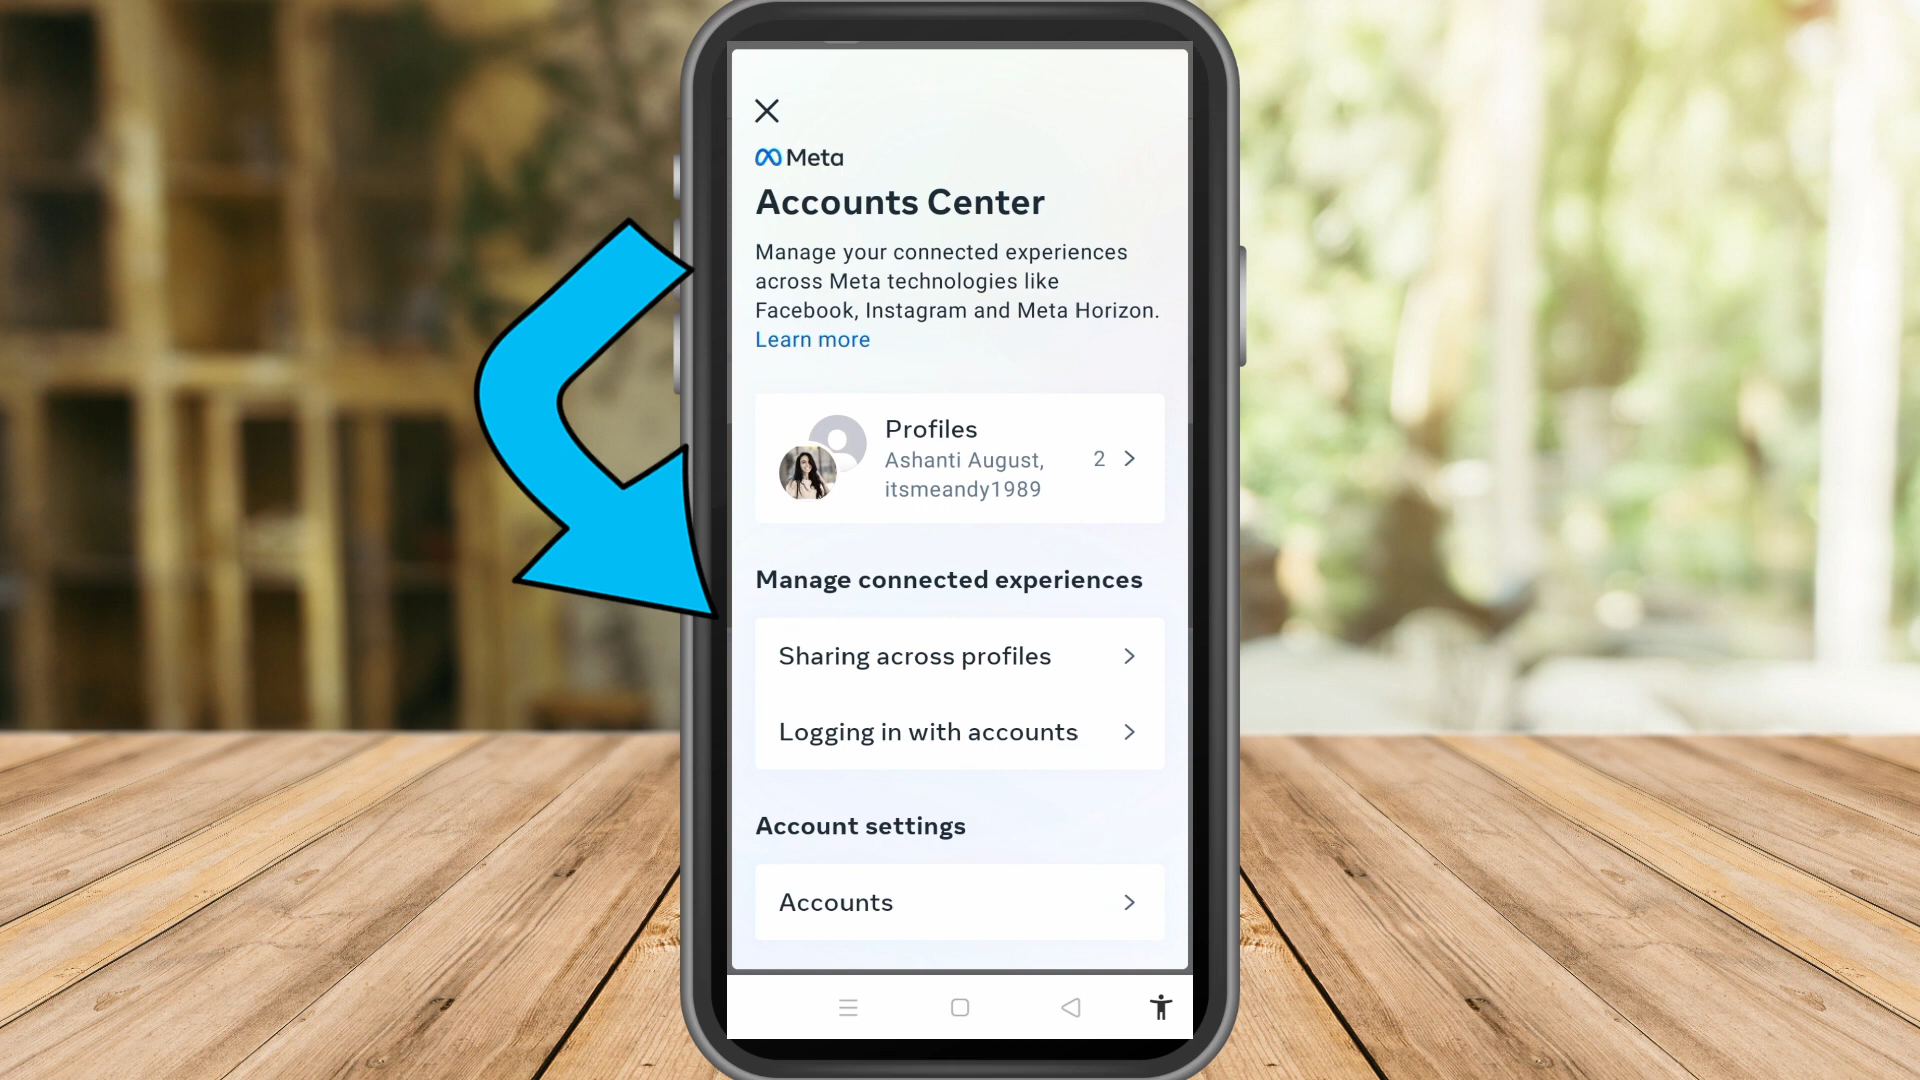 Meta
Accounts Center
Manage your connected experiences
across Meta technologies like
Facebook, Instagram and Meta Horizon.
Learn more
Profiles
Ashanti August,
itsmeandy1989
2
Manage connected experiences
Sharing across profiles
Logging in with accounts
Account settings
Accounts